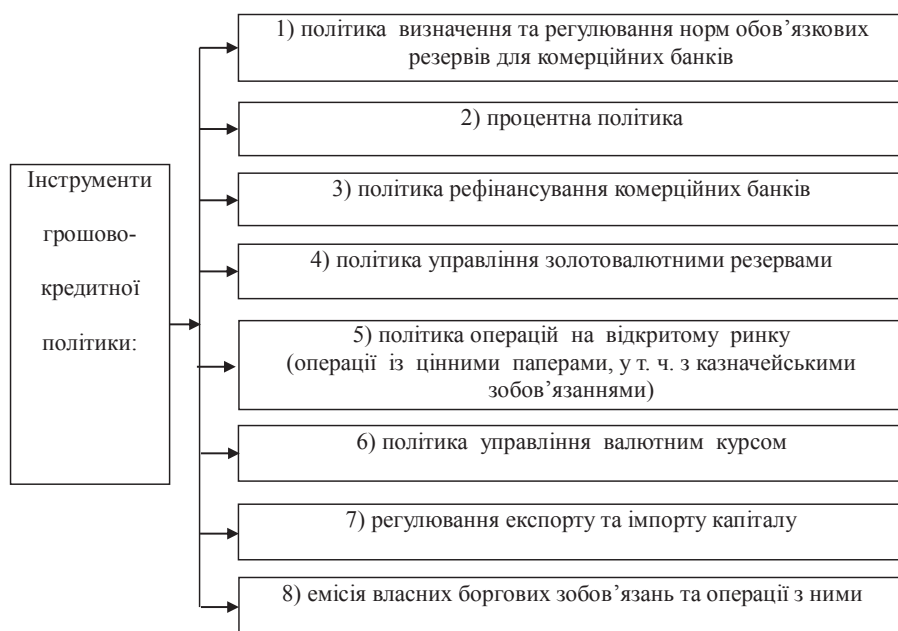 Інструменти
грошово-
кредитної
політики:
1) політика визначення та регулювання норм обов’язкових
резервів для комерційних банків
2) процентна політика
3) політика рефінансування комерційних банків
4) політика управління золотовалютними резервами
5) політика операцій на відкритому ринку
(операції із цінними паперами, у т. ч. з казначейськими
зобов’язаннями)
6) політика управління валютним курсом
7) регулювання експорту та імпорту капіталу
8) емісія власних боргових зобов’язань та операції з ними